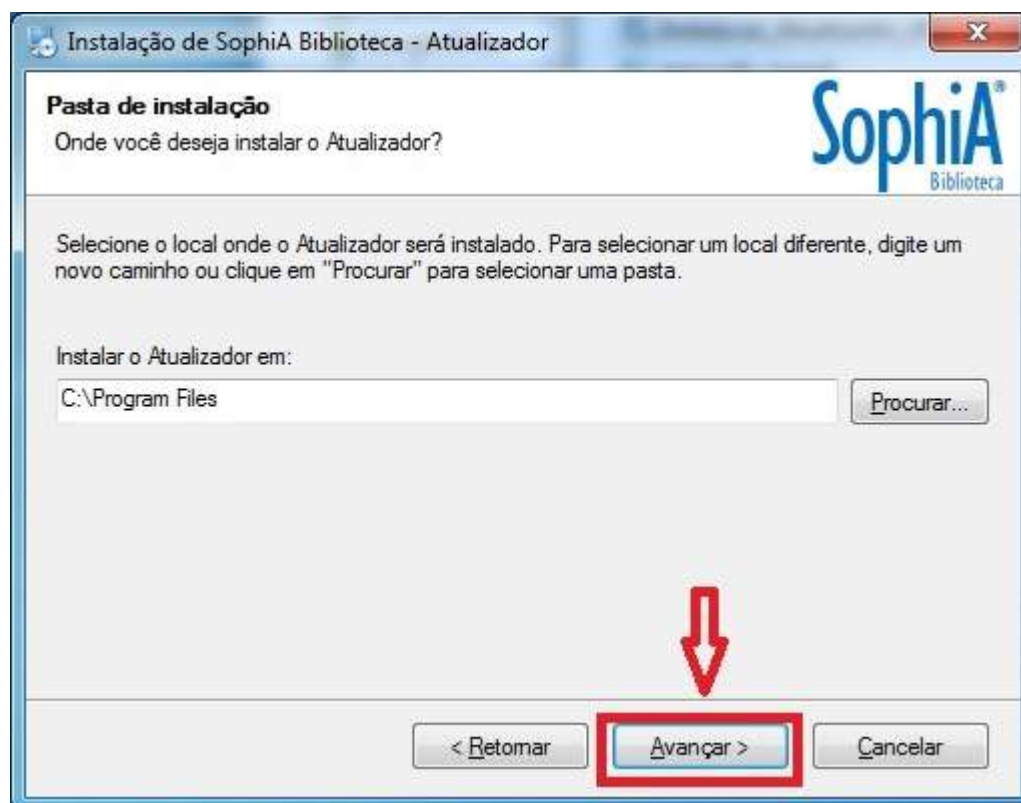 Instalação de SophiA Biblioteca - Atualizador
Pasta de instalação
Onde você deseja instalar o Atualizador?
SophiA®
Biblioteca
Selecione o local onde o Atualizador será instalado. Para selecionar um local diferente, digite um
novo caminho ou clique em "Procurar" para selecionar uma pasta.
Instalar o Atualizador em:
C:\Program Files
Procurar...
< Retornar
Avançar >
Cancelar